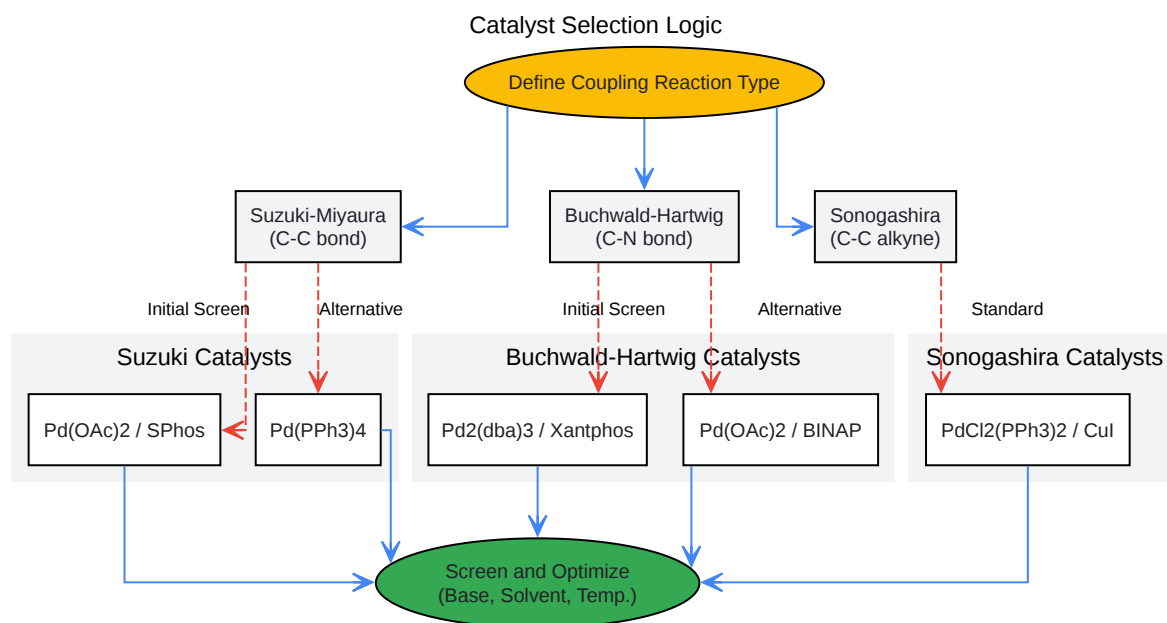 Catalyst Selection Logic
Define Coupling Reaction Type
Suzuki-Miyaura
(C-C bond)
Buchwald-Hartwig
(C-N bond)
Sonogashira
(C-C alkyne)
Initial Screen
Alternative
Initial Screen
Alternative
Standard
Suzuki Catalysts
Buchwald-Hartwig Catalysts
Sonogashira Catalysts
Pd(OAc)2 / SPhos
Pd(PPh3)4
Pd2(dba)3 / Xantphos
Pd(OAc)2 / BINAP
PdCl2(PPh3)2 / CuI
Screen and Optimize
(Base, Solvent, Temp.)